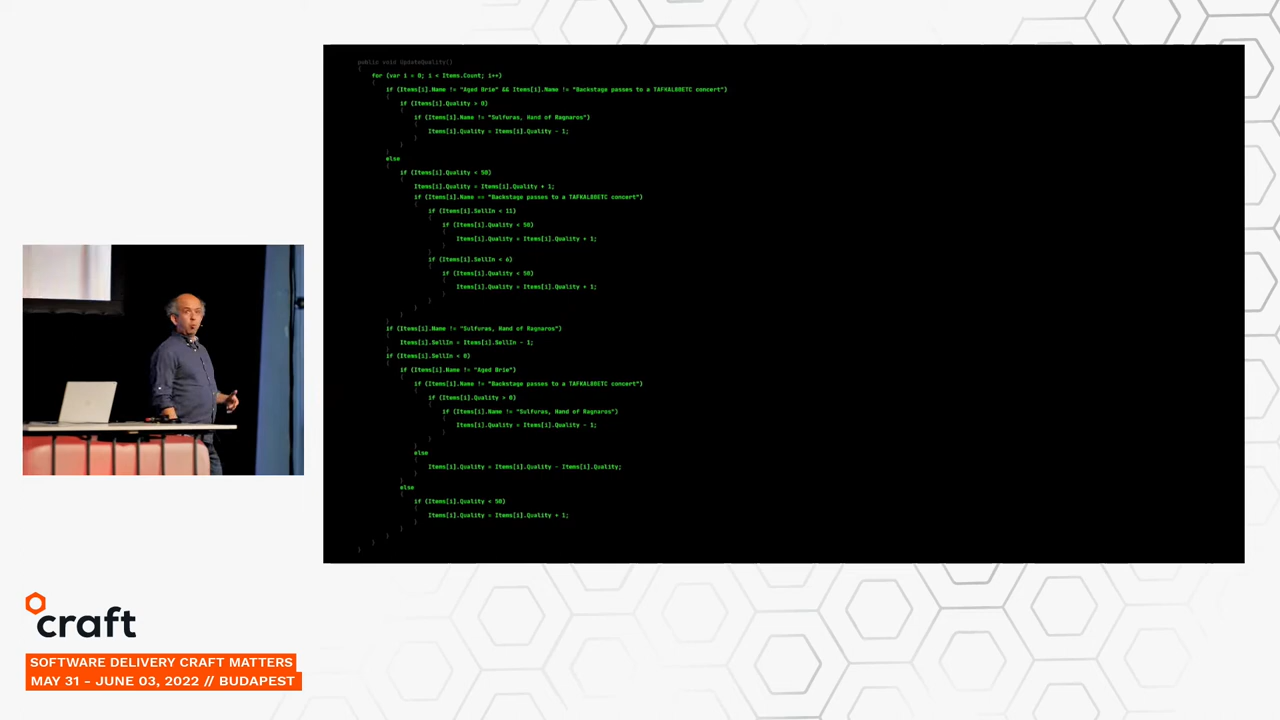 public void UpdateQuality()
{
for (var i = 0; i < Items.Count; i++)
{
if (Items[i].Name != "Aged Brie" && Items[i].Name != "Backstage passes to a TAFKAL80ETC concert")
{
if (Items[i].Quality > 0)
{
if (Items[i].Name != "Sulfuras, Hand of Ragnaros")
{
Items[i].Quality = Items[i].Quality - 1;
}
}
}
else
{
if (Items[i].Quality < 50)
{
Items[i].Quality = Items[i].Quality + 1;
if (Items[i].Name == "Backstage passes to a TAFKAL80ETC concert")
{
if (Items[i].SellIn < 11)
{
if (Items[i].Quality < 50)
{
Items[i].Quality = Items[i].Quality + 1;
}
}
if (Items[i].SellIn < 6)
{
if (Items[i].Quality < 50)
{
Items[i].Quality = Items[i].Quality + 1;
}
}
}
}
}
if (Items[i].Name != "Sulfuras, Hand of Ragnaros")
{
Items[i].SellIn = Items[i].SellIn - 1;
}
if (Items[i].SellIn < 0)
{
if (Items[i].Name != "Aged Brie")
{
if (Items[i].Name != "Backstage passes to a TAFKAL80ETC concert")
{
if (Items[i].Quality > 0)
{
if (Items[i].Name != "Sulfuras, Hand of Ragnaros")
{
Items[i].Quality = Items[i].Quality - 1;
}
}
}
else
{
Items[i].Quality = Items[i].Quality - Items[i].Quality;
}
}
else
{
if (Items[i].Quality < 50)
{
Items[i].Quality = Items[i].Quality + 1;
}
}
}
}
}
craft
SOFTWARE DELIVERY CRAFT MATTERS
MAY 31 - JUNE 03, 2022 // BUDAPEST